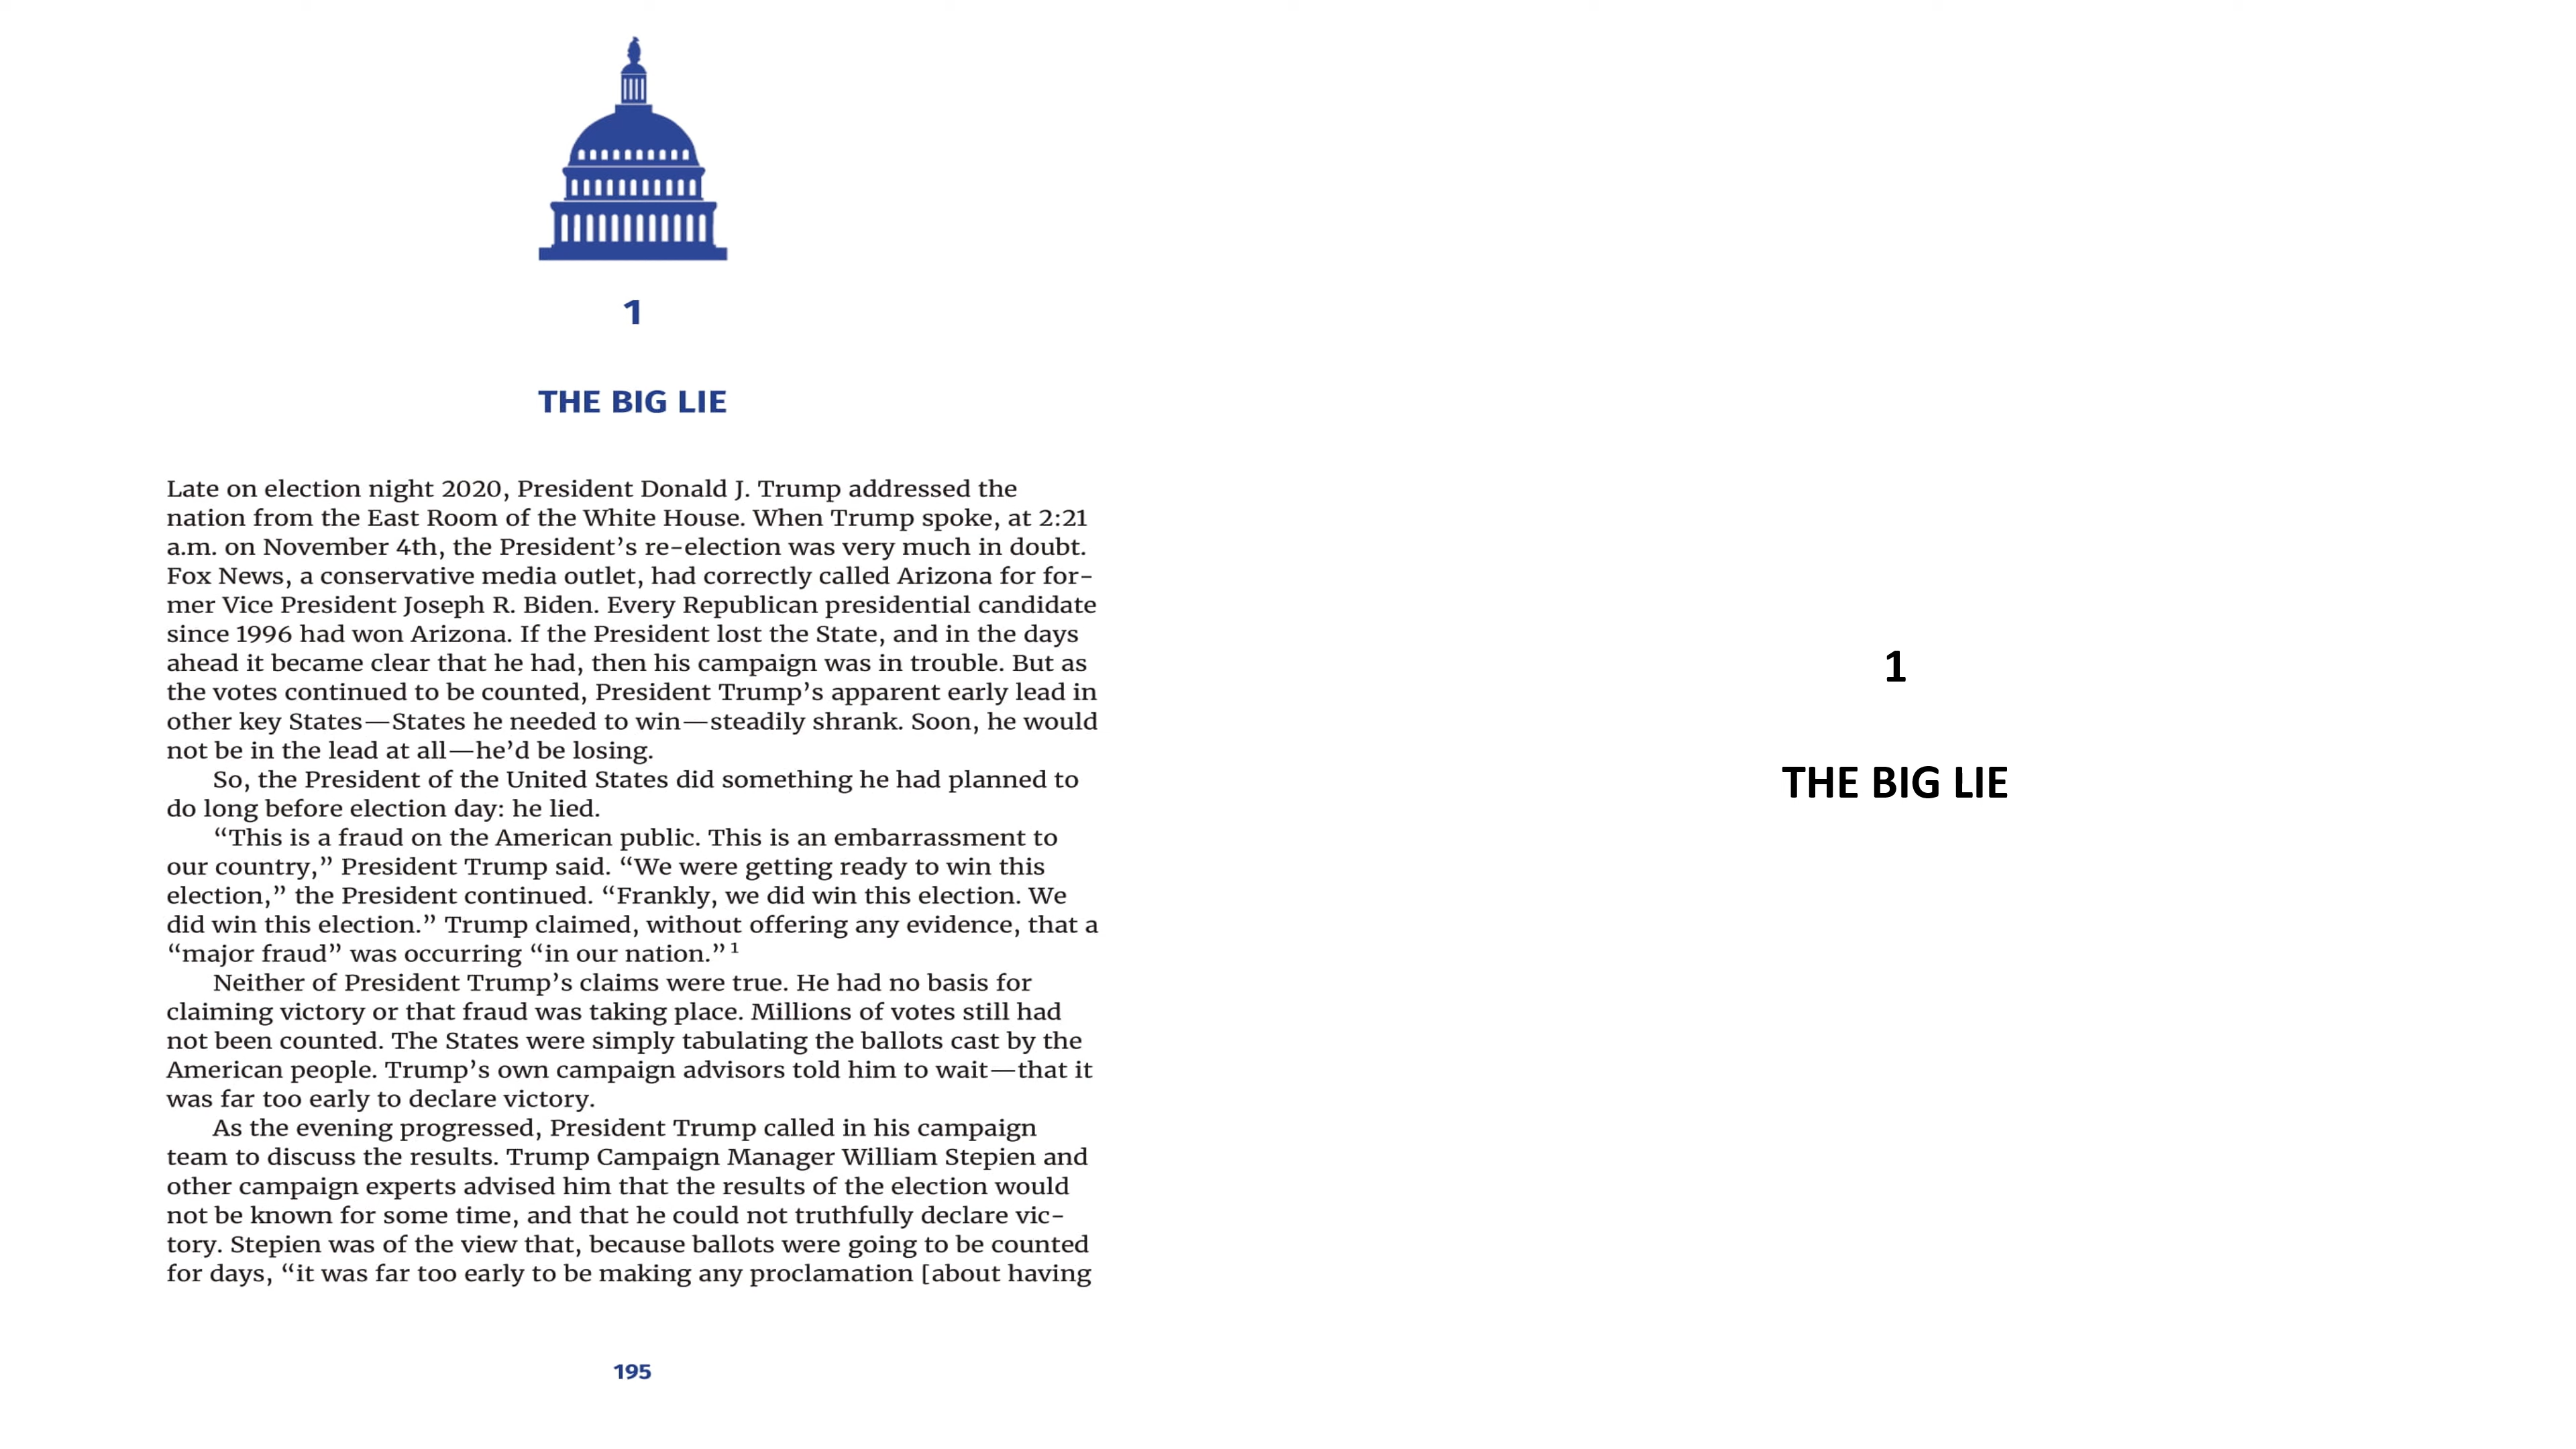 1
THE BIG LIE
Late on election night 2020, President Donald J. Trump addressed the
nation from the East Room of the White House. When Trump spoke, at 2:21
a.m. on November 4th, the President’s re-election was very much in doubt.
Fox News, a conservative media outlet, had correctly called Arizona for for-
mer Vice President Joseph R. Biden. Every Republican presidential candidate
since 1996 had won Arizona. If the President lost the State, and in the days
ahead it became clear that he had, then his campaign was in trouble. But as
the votes continued to be counted, President Trump’s apparent early lead in
other key States—States he needed to win—steadily shrank. Soon, he would
not be in the lead at all—he’d be losing.
So, the President of the United States did something he had planned to
do long before election day: he lied.
“This is a fraud on the American public. This is an embarrassment to
our country,” President Trump said. “We were getting ready to win this
election,” the President continued. “Frankly, we did win this election. We
did win this election.” Trump claimed, without offering any evidence, that a
“major fraud” was occurring “in our nation.” 1
Neither of President Trump’s claims were true. He had no basis for
claiming victory or that fraud was taking place. Millions of votes still had
not been counted. The States were simply tabulating the ballots cast by the
American people. Trump’s own campaign advisors told him to wait—that it
was far too early to declare victory.
As the evening progressed, President Trump called in his campaign
team to discuss the results. Trump Campaign Manager William Stepien and
other campaign experts advised him that the results of the election would
not be known for some time, and that he could not truthfully declare vic-
tory. Stepien was of the view that, because ballots were going to be counted
for days, “it was far too early to be making any proclamation [about having
195
1
THE BIG LIE